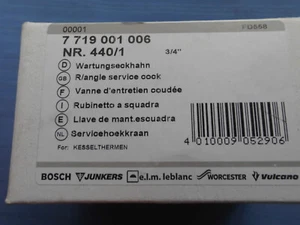 00001 FD558
7 719 001 006
NR. 440/1 3/4"
D Wartungseckhahn
GB R/angle service cock
F Vanne d'entretien coudée
I Rubinetto a squadra
E Llave de mant.escuadra
NL Servicehoekkraan
For: KESSELTHERMEN
4 010009 052906
BOSCH JUNKERS e.l.m. leblanc WORCESTER Vulcano